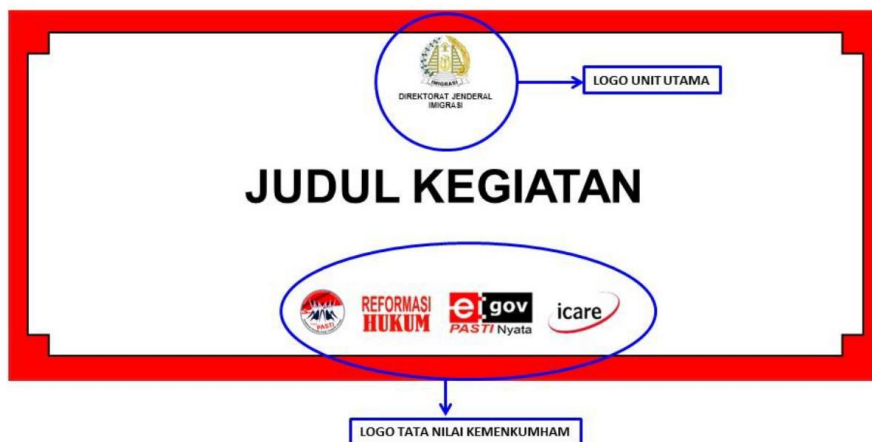 IMIGRASI
DIREKTORAT JENDERAL
IMIGRASI
LOGO UNIT UTAMA
JUDUL KEGIATAN
PASTI
REFORMASI
HUKUM
e gov
PASTI Nyata
icare
LOGO TATA NILAI KEMENKUMHAM